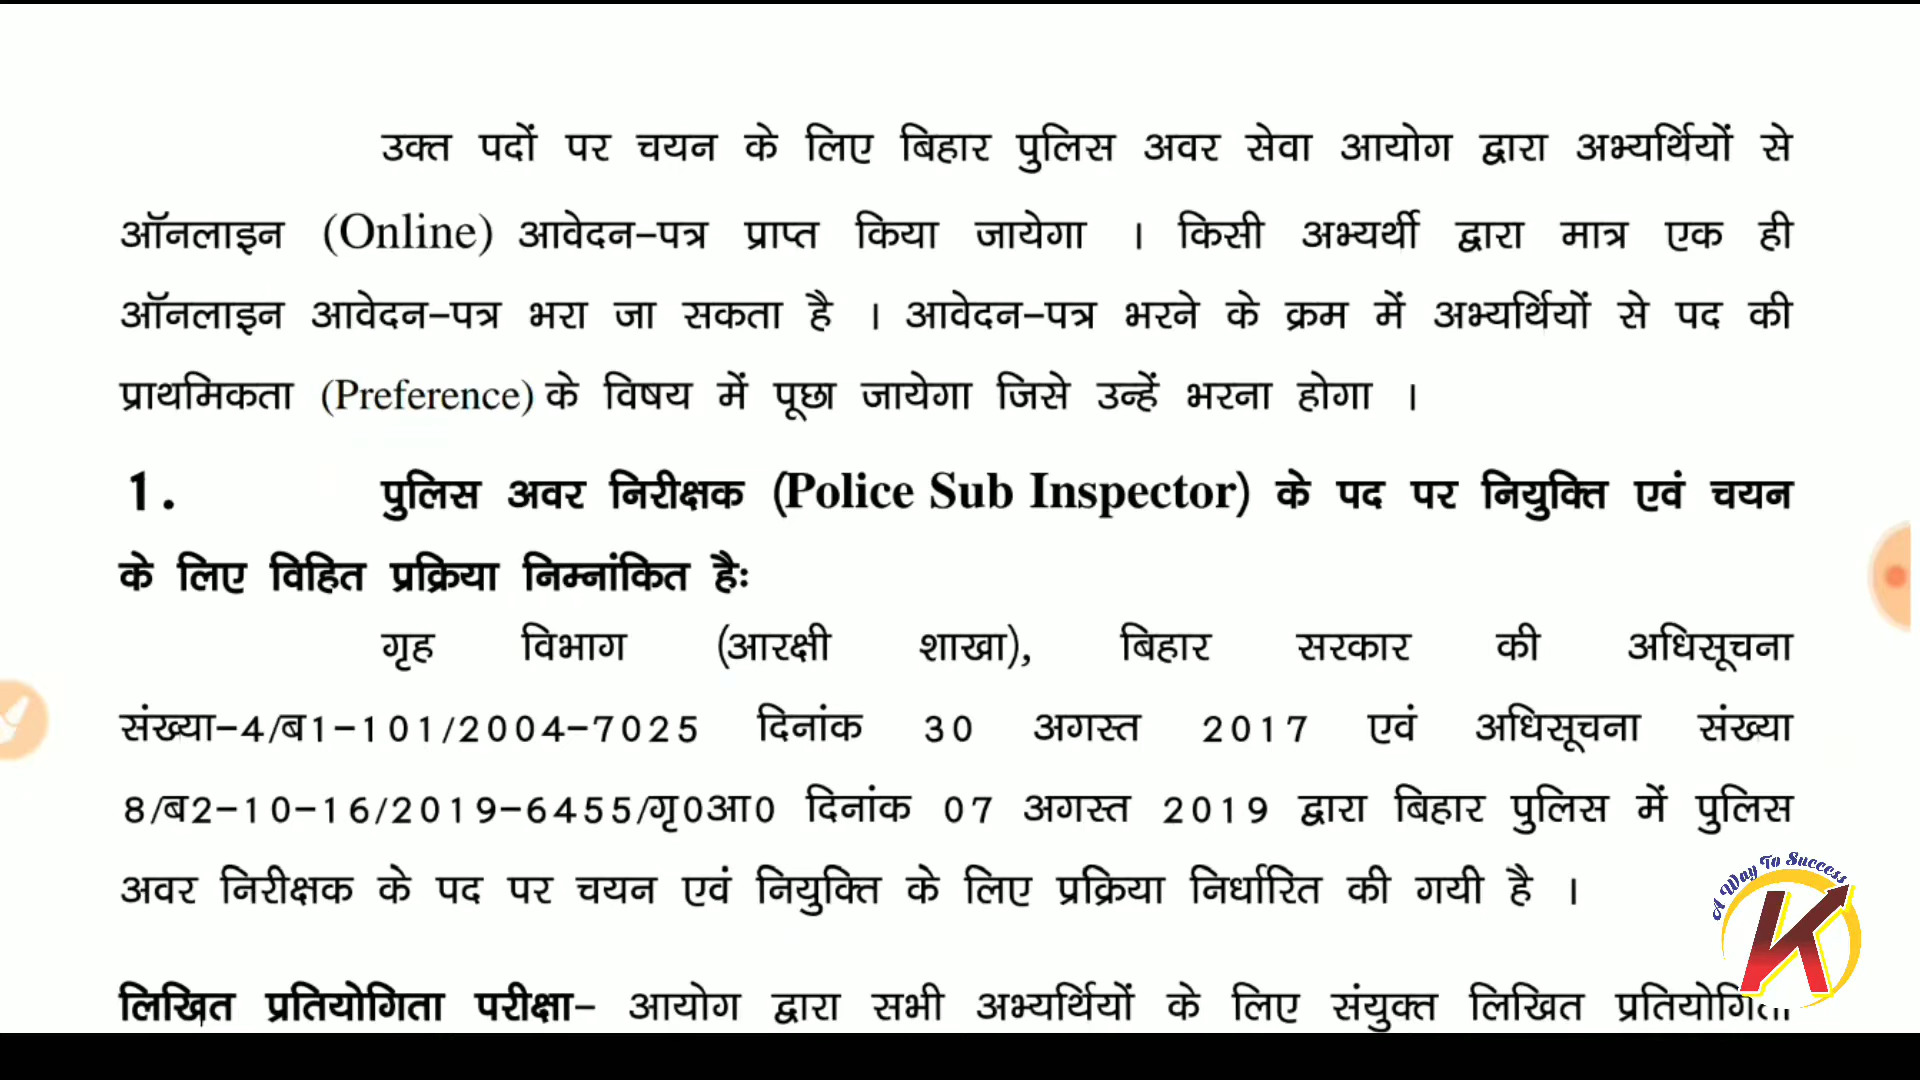 उक्त पदों पर चयन के लिए बिहार पुलिस अवर सेवा आयोग द्वारा अभ्यर्थियों से
ऑनलाइन (Online) आवेदन-पत्र प्राप्त किया जायेगा । किसी अभ्यर्थी द्वारा मात्र एक ही
ऑनलाइन आवेदन-पत्र भरा जा सकता है । आवेदन-पत्र भरने के क्रम में अभ्यर्थियों से पद की
प्राथमिकता (Preference) के विषय में पूछा जायेगा जिसे उन्हें भरना होगा ।
1. पुलिस अवर निरीक्षक (Police Sub Inspector) के पद पर नियुक्ति एवं चयन
के लिए विहित प्रक्रिया निम्नांकित हैः
गृह विभाग (आरक्षी शाखा), बिहार सरकार की अधिसूचना
संख्या-4/ब1-101/2004-7025 दिनांक 30 अगस्त 2017 एवं अधिसूचना संख्या
8/ब2-10-16/2019-6455/गृ0आ0 दिनांक 07 अगस्त 2019 द्वारा बिहार पुलिस में पुलिस
अवर निरीक्षक के पद पर चयन एवं नियुक्ति के लिए प्रक्रिया निर्धारित की गयी है ।
A Way To Success
K
लिखित प्रतियोगिता परीक्षा- आयोग द्वारा सभी अभ्यर्थियों के लिए संयुक्त लिखित प्रतियोगिता